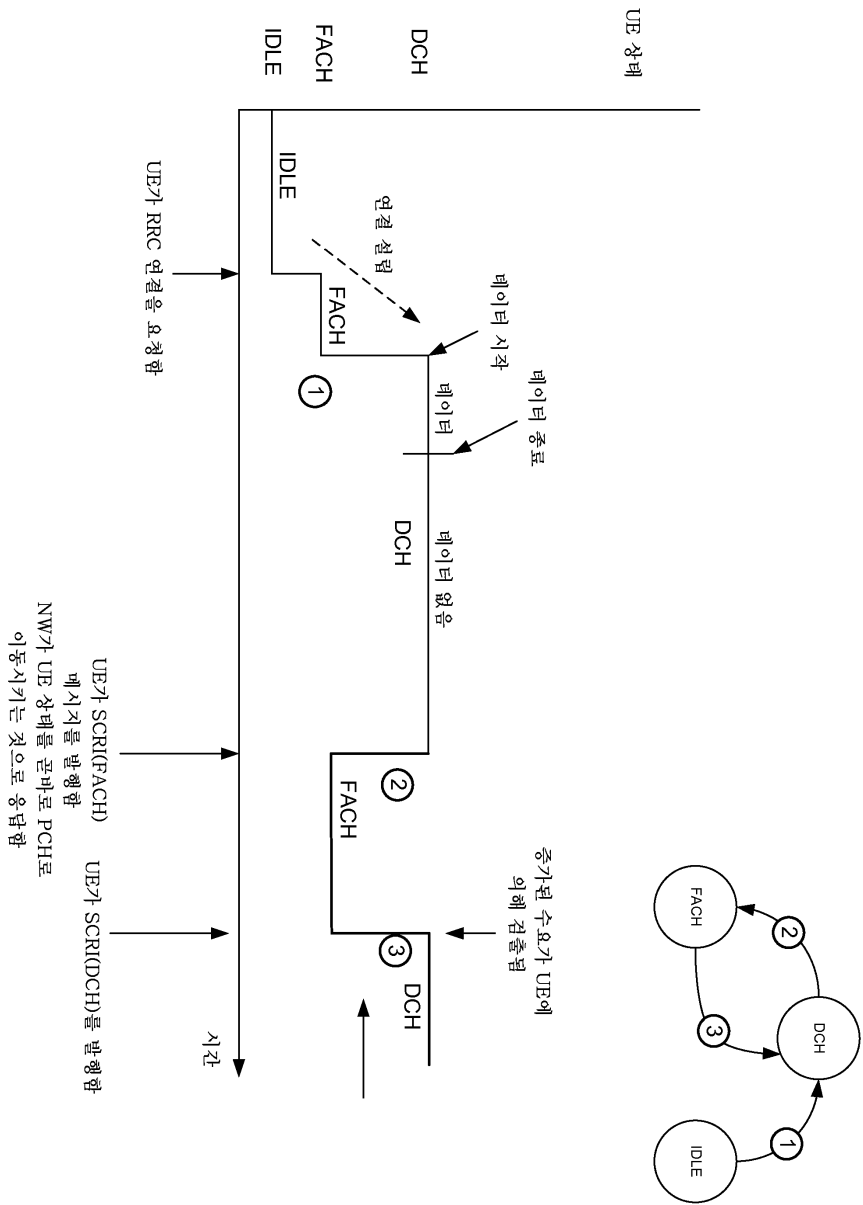 UE 상태
DCH
FACH
IDLE
IDLE
연결 설립
FACH
데이터 시작
데이터
데이터 종료
DCH
데이터 없음
FACH
증가된 수요가 UE에
의해 검출됨
DCH
1
2
3
UE가 RRC 연결을 요청함
UE가 SCRI(FACH)
메시지를 발행함
NW가 UE 상태를 곧바로 PCH로
이동시키는 것으로 응답함
UE가 SCRI(DCH)를 발행함
시간
FACH
2
DCH
3
1
IDLE